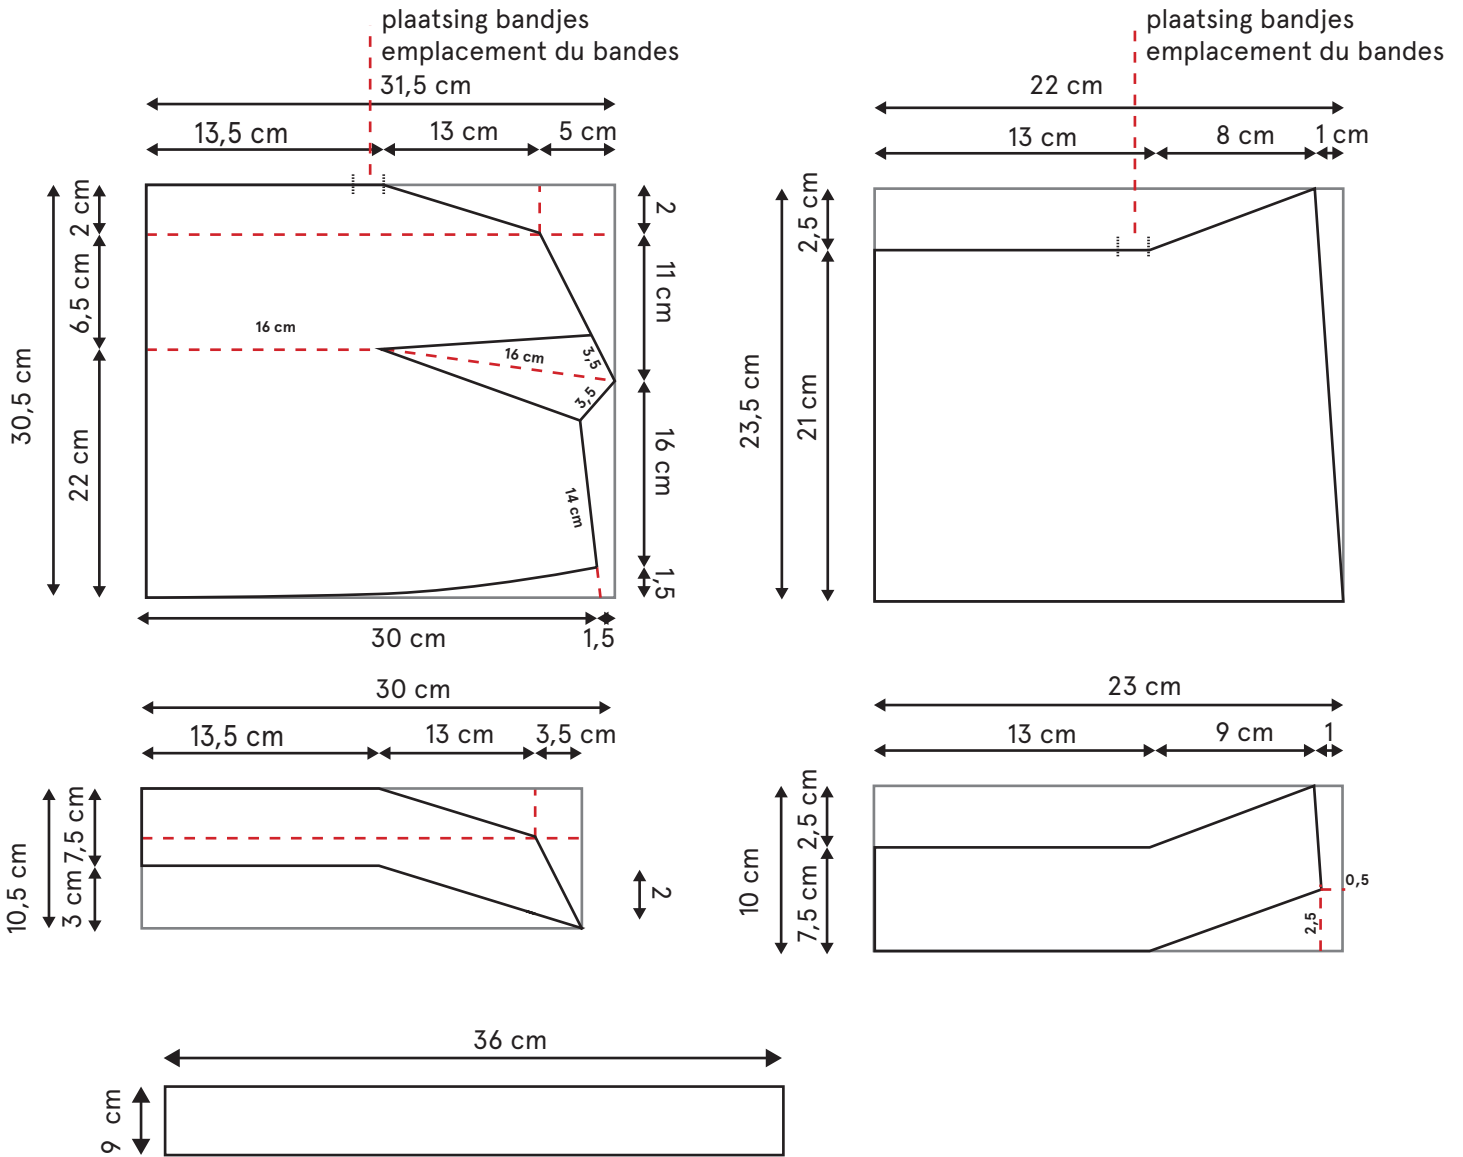 plaatsing bandjes
emplacement du bandes
31,5 cm
13,5 cm
13 cm
5 cm
2 cm
6,5 cm
22 cm
30,5 cm
16 cm
16 cm
3,5
3,5
14 cm
2
11 cm
16 cm
1,5
30 cm
1,5
plaatsing bandjes
emplacement du bandes
22 cm
13 cm
8 cm
1 cm
2,5 cm
21 cm
23,5 cm
30 cm
13,5 cm
13 cm
3,5 cm
7,5 cm
3 cm
10,5 cm
2
23 cm
13 cm
9 cm
1
2,5 cm
7,5 cm
10 cm
0,5
2,5
36 cm
9 cm